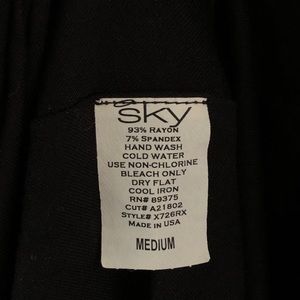 sky
93% RAYON
7% SPANDEX
HAND WASH
COLD WATER
USE NON-CHLORINE
BLEACH ONLY
DRY FLAT
COOL IRON
RN# 89375
CUT# A21802
STYLE# X726RX
MADE IN USA
MEDIUM